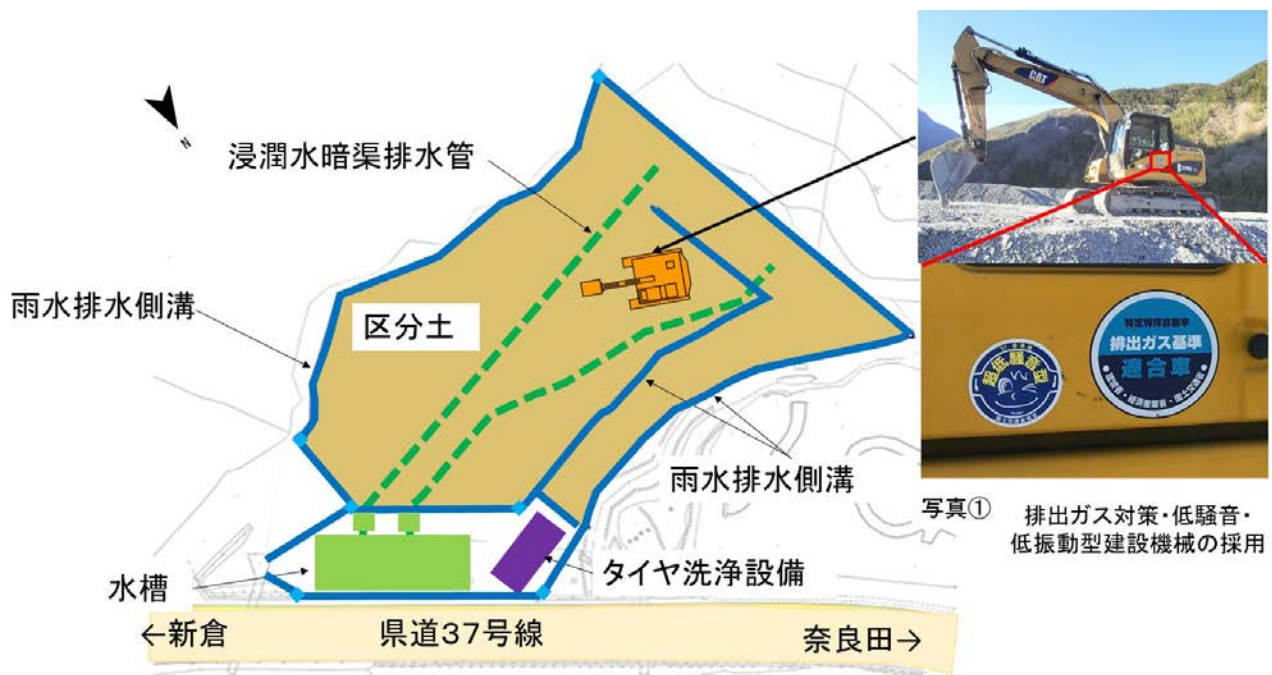 CAT
N
浸潤水暗渠排水管
雨水排水側溝
区分土
特定特殊自動車
排出ガス基準
適合車
超低騒音型
雨水排水側溝
写真①
排出ガス対策・低騒音・
低振動型建設機械の採用
水槽
タイヤ洗浄設備
←新倉
県道37号線
奈良田→